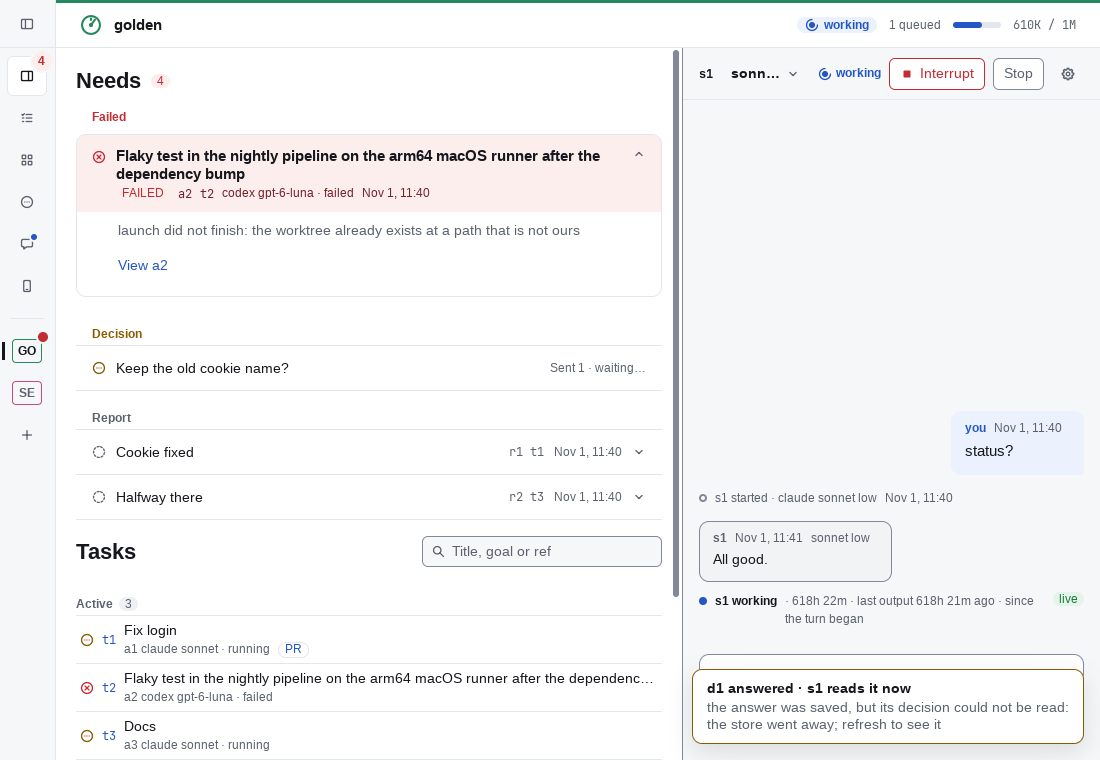 golden
working
1 queued
610K / 1M
4
GO
SE
Needs 4
Failed
Flaky test in the nightly pipeline on the arm64 macOS runner after the
dependency bump
FAILED a2 t2 codex gpt-6-luna · failed Nov 1, 11:40
launch did not finish: the worktree already exists at a path that is not ours
View a2
Decision
Keep the old cookie name? Sent 1 · waiting…
Report
Cookie fixed r1 t1 Nov 1, 11:40
Halfway there r2 t3 Nov 1, 11:40
Tasks
Title, goal or ref
Active 3
t1 Fix login
a1 claude sonnet · running PR
t2 Flaky test in the nightly pipeline on the arm64 macOS runner after the dependenc…
a2 codex gpt-6-luna · failed
t3 Docs
a3 claude sonnet · running
s1 sonn… working Interrupt Stop
you Nov 1, 11:40
status?
s1 started · claude sonnet low Nov 1, 11:40
s1 Nov 1, 11:41 sonnet low
All good.
s1 working · 618h 22m · last output 618h 21m ago · since
the turn began
live
d1 answered · s1 reads it now
the answer was saved, but its decision could not be read:
the store went away; refresh to see it